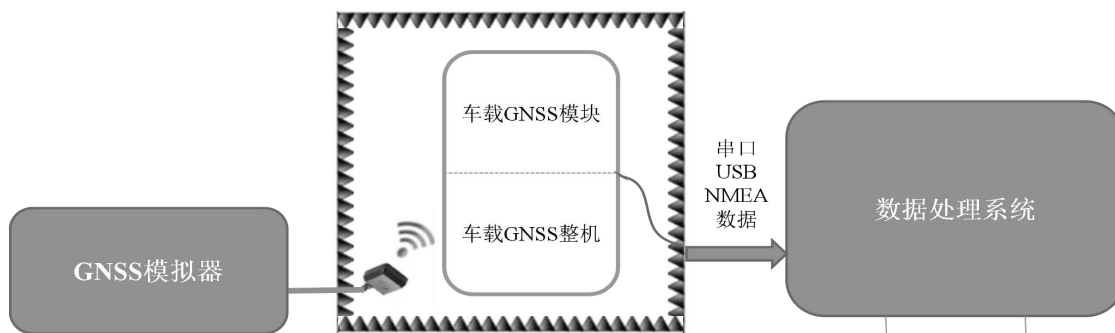 GNSS模拟器
车载GNSS模块
车载GNSS整机
串口
USB
NMEA
数据
数据处理系统